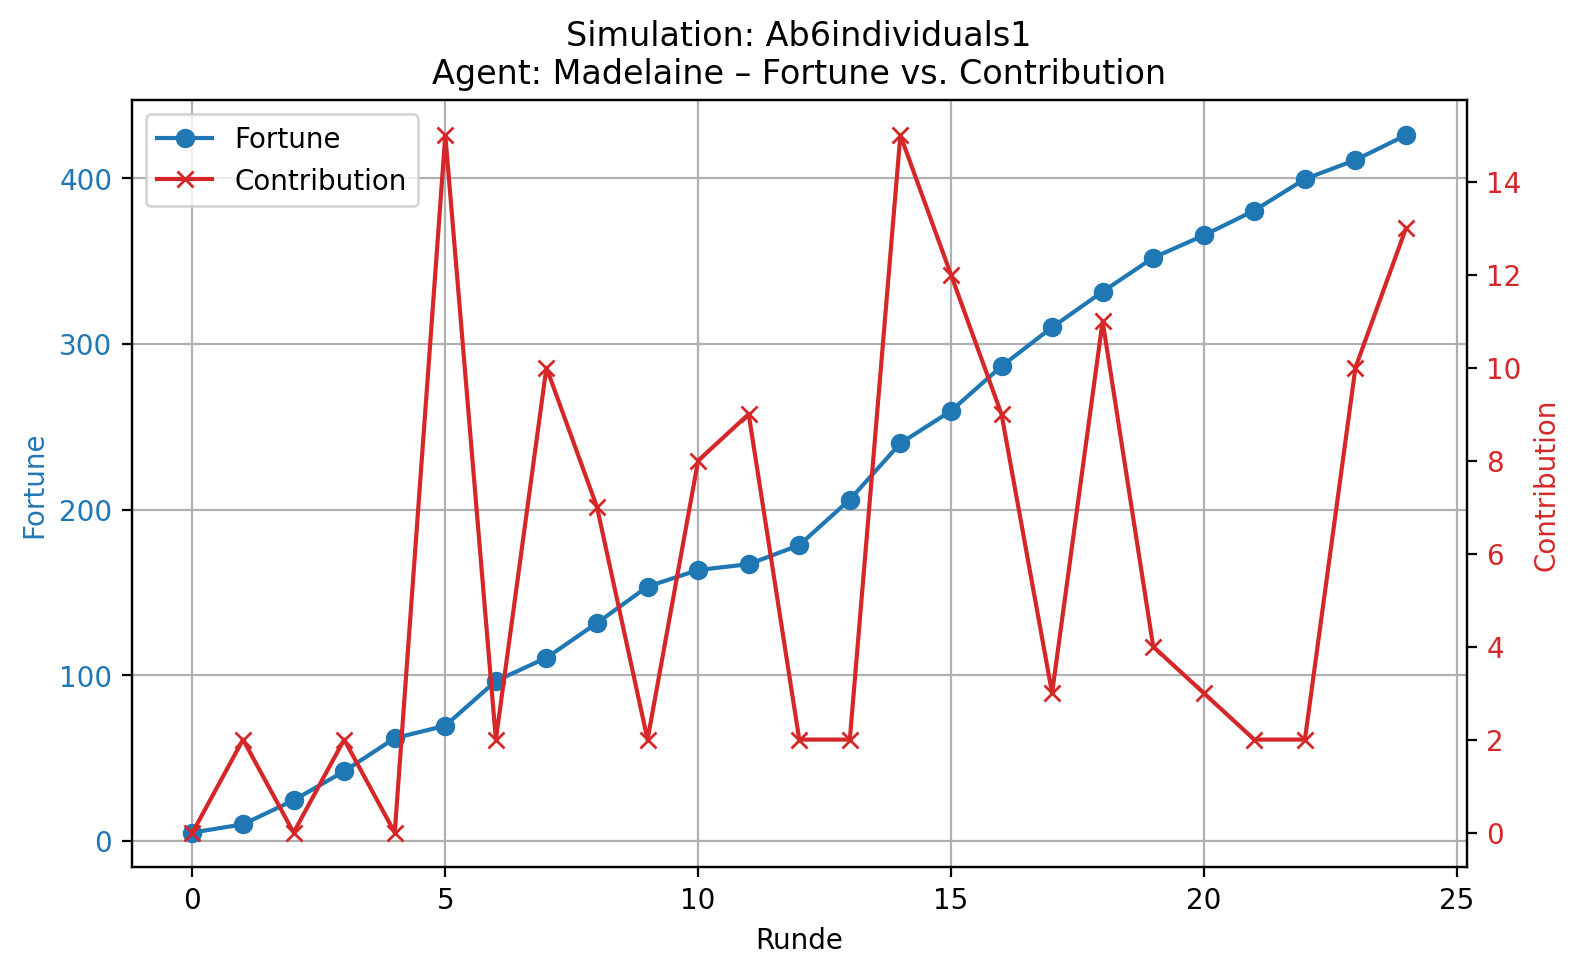 Simulation: Ab6individuals1
Agent: Madelaine – Fortune vs. Contribution
Fortune
Contribution
400
300
200
100
0
Fortune
14
12
10
8
6
4
2
0
Contribution
0 5 10 15 20 25
Runde